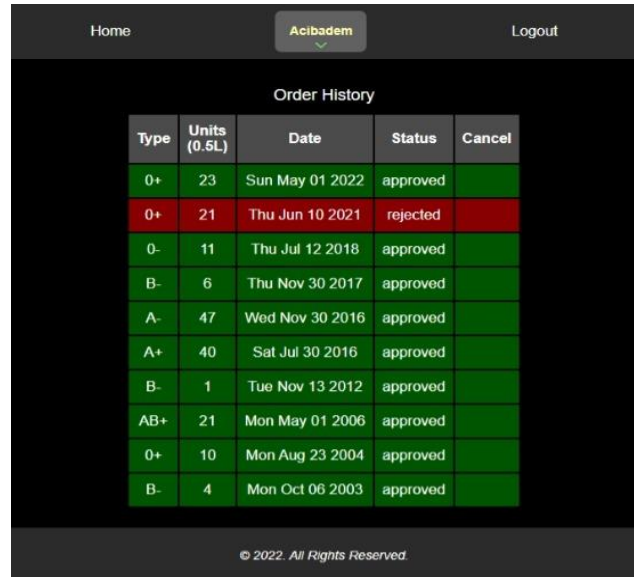 Home Acibadem Logout
Order History
Type Units (0.5L) Date Status Cancel
0+ 23 Sun May 01 2022 approved
0+ 21 Thu Jun 10 2021 rejected
0- 11 Thu Jul 12 2018 approved
B- 6 Thu Nov 30 2017 approved
A- 47 Wed Nov 30 2016 approved
A+ 40 Sat Jul 30 2016 approved
B- 1 Tue Nov 13 2012 approved
AB+ 21 Mon May 01 2006 approved
0+ 10 Mon Aug 23 2004 approved
B- 4 Mon Oct 06 2003 approved
© 2022. All Rights Reserved.